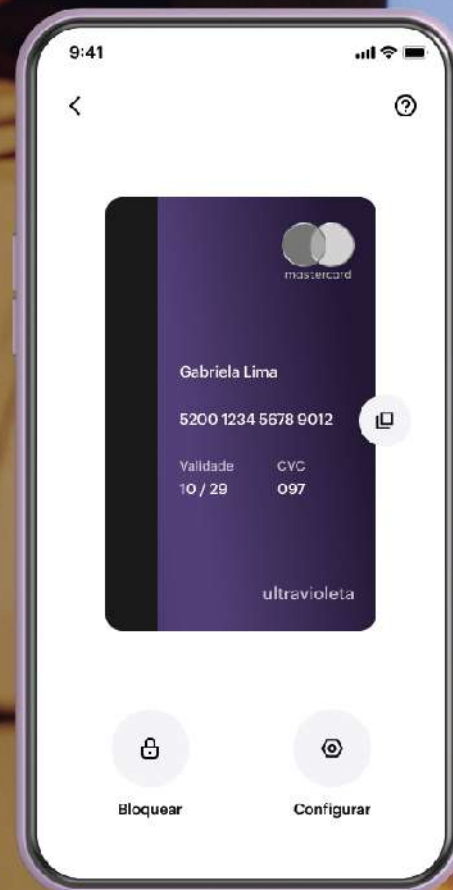 9:41
mastercard
Gabriela Lima
5200 1234 5678 9012
Validade CVC
10 / 29 097
ultravioleta
Bloquear Configurar